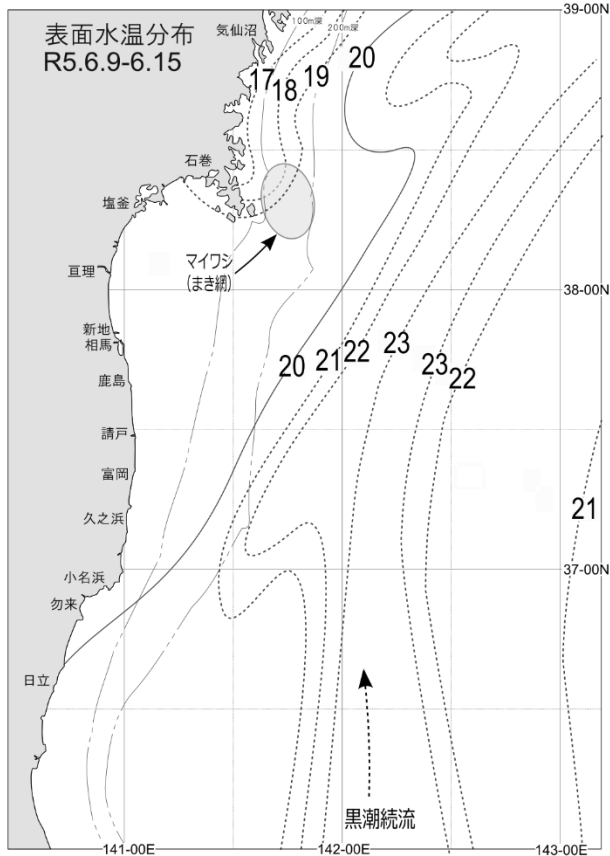 表面水温分布
R5.6.9-6.15
気仙沼
100m深
200m深
39-00N
17
18
19
20
石巻
塩釜
マイワシ
(まき網)
亘理
38-00N
新地
相馬
鹿島
20
21
22
23
23
22
請戸
富岡
久之浜
21
小名浜
37-00N
勿来
日立
黒潮続流
141-00E
142-00E
143-00E